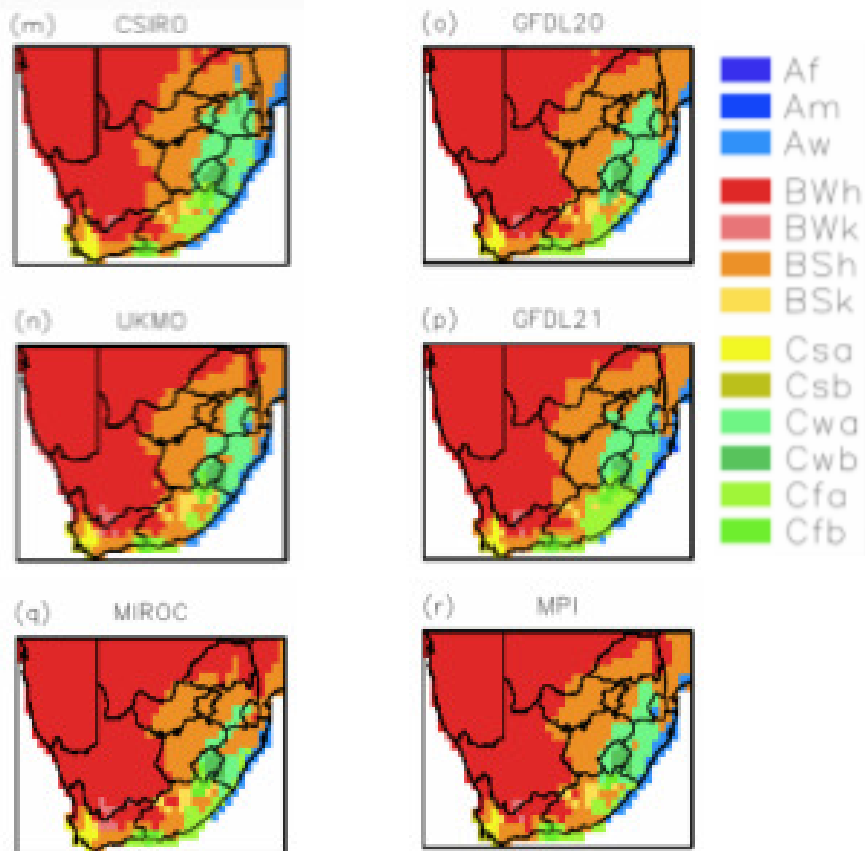 (m) CSIRO
(o) GFDL20
(n) UKMO
(p) GFDL21
(q) MIROC
(r) MPI
Af
Am
Aw
BWh
BWk
BSh
BSk
Csa
Csb
Cwa
Cwb
Cfa
Cfb